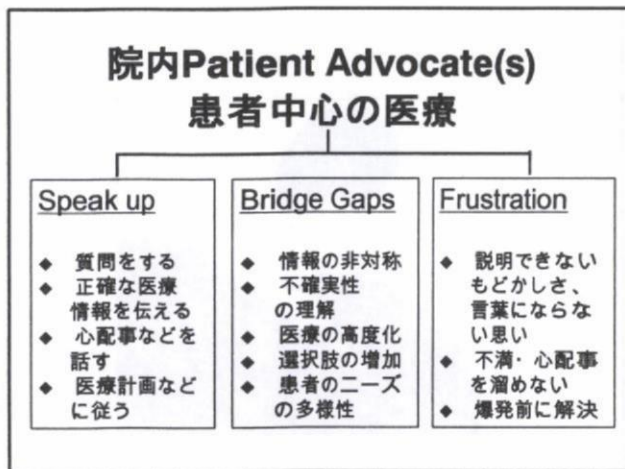 院内Patient Advocate(s)
患者中心の医療
Speak up
◆ 質問をする
◆ 正確な医療
情報を伝える
◆ 心配事などを
話す
◆ 医療計画など
に従う
Bridge Gaps
◆ 情報の非対称
◆ 不確実性
の理解
◆ 医療の高度化
◆ 選択肢の増加
◆ 患者のニーズ
の多様性
Frustration
◆ 説明できない
もどかしさ、
言葉にならな
い思い
◆ 不満・心配事
を溜めない
◆ 爆発前に解決